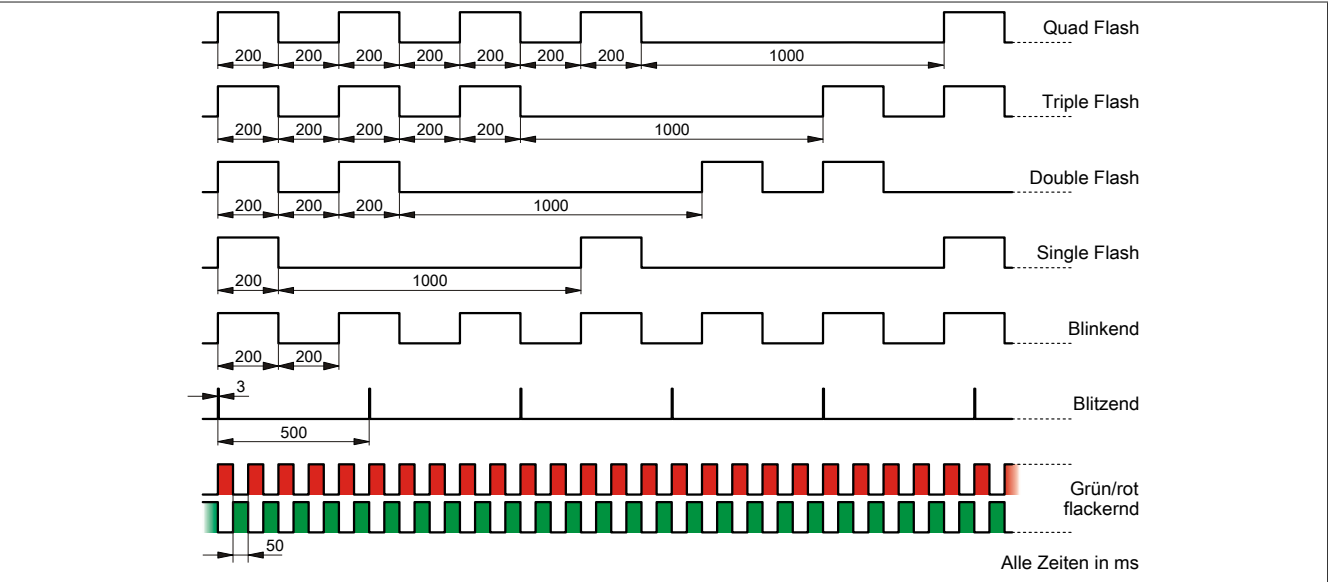 Quad Flash
200 200 200 200 200 200 200 1000
Triple Flash
200 200 200 200 200 1000
Double Flash
200 200 200 1000
Single Flash
200 1000
Blinkend
200 200
3
Blitzend
500
Grün/rot
flackernd
50
Alle Zeiten in ms